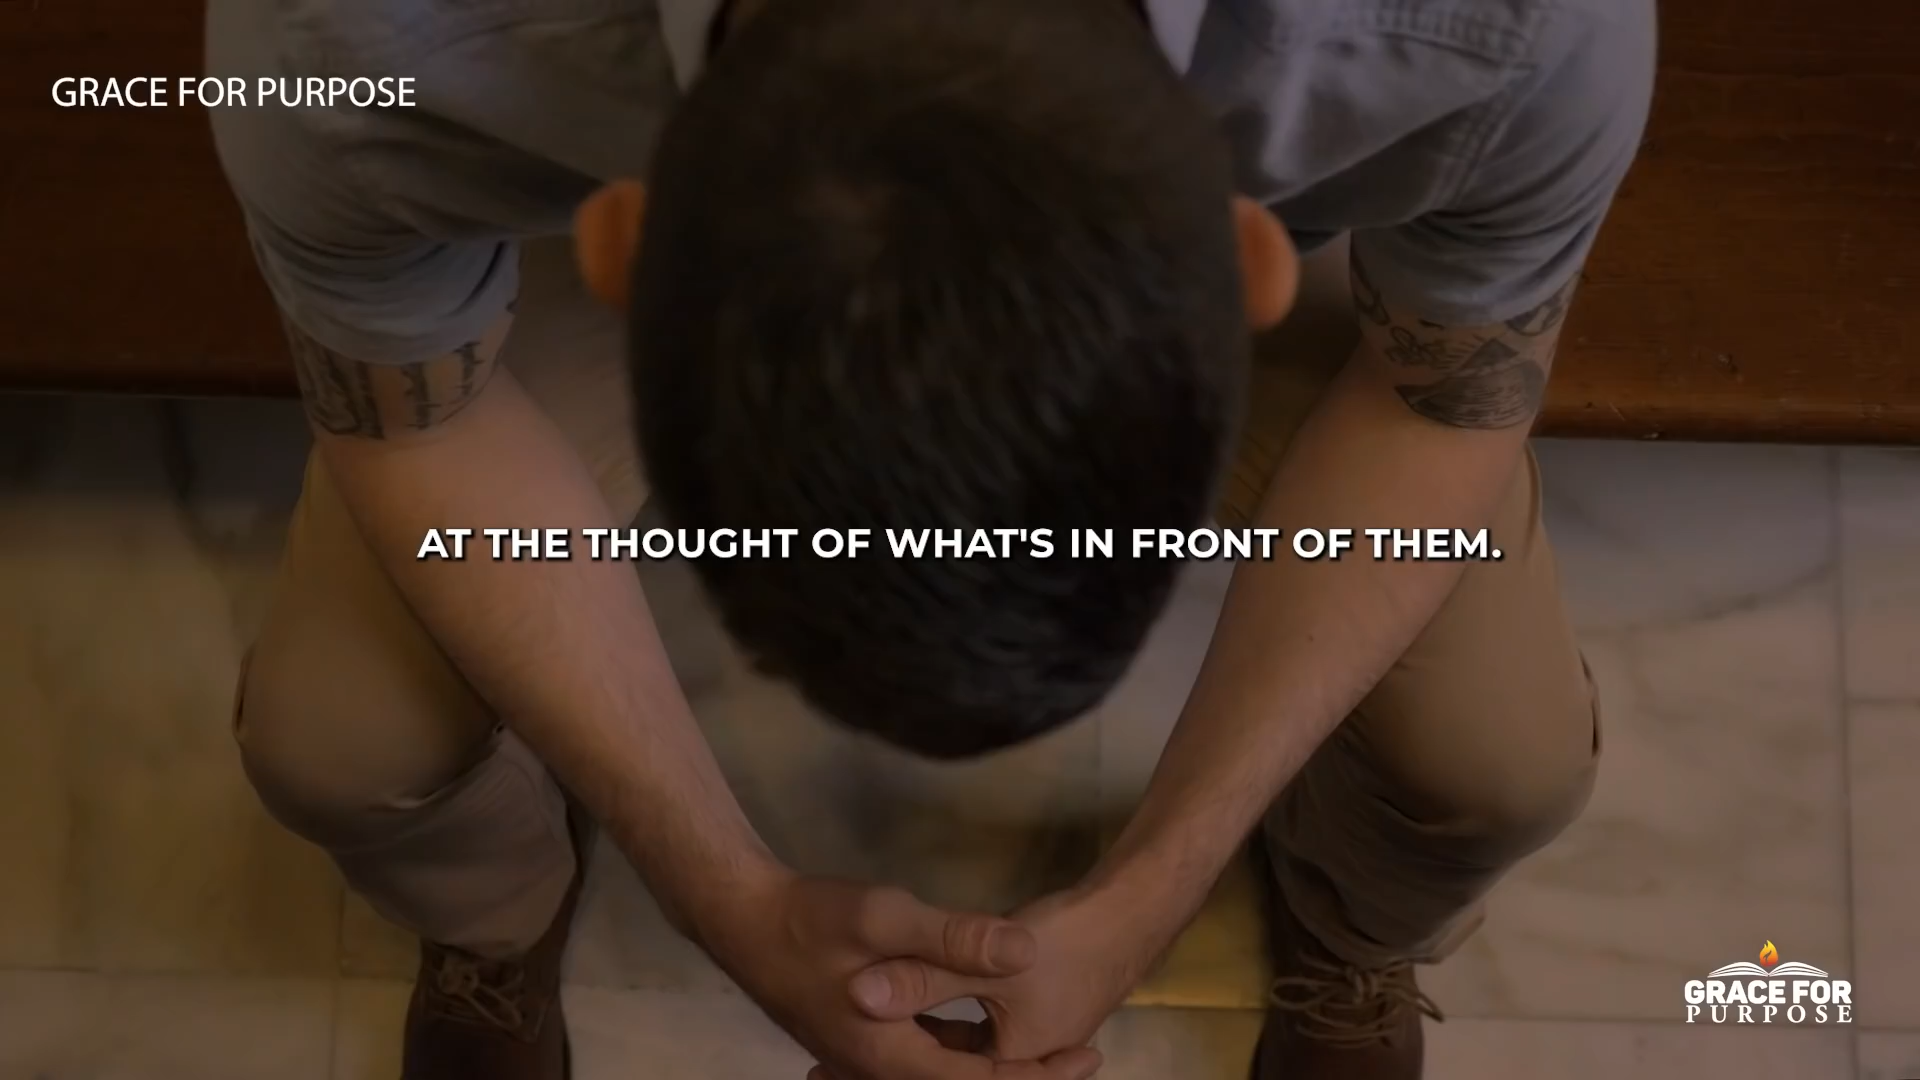 GRACE FOR PURPOSE
AT THE THOUGHT OF WHAT'S IN FRONT OF THEM.
GRACE FOR
PURPOSE